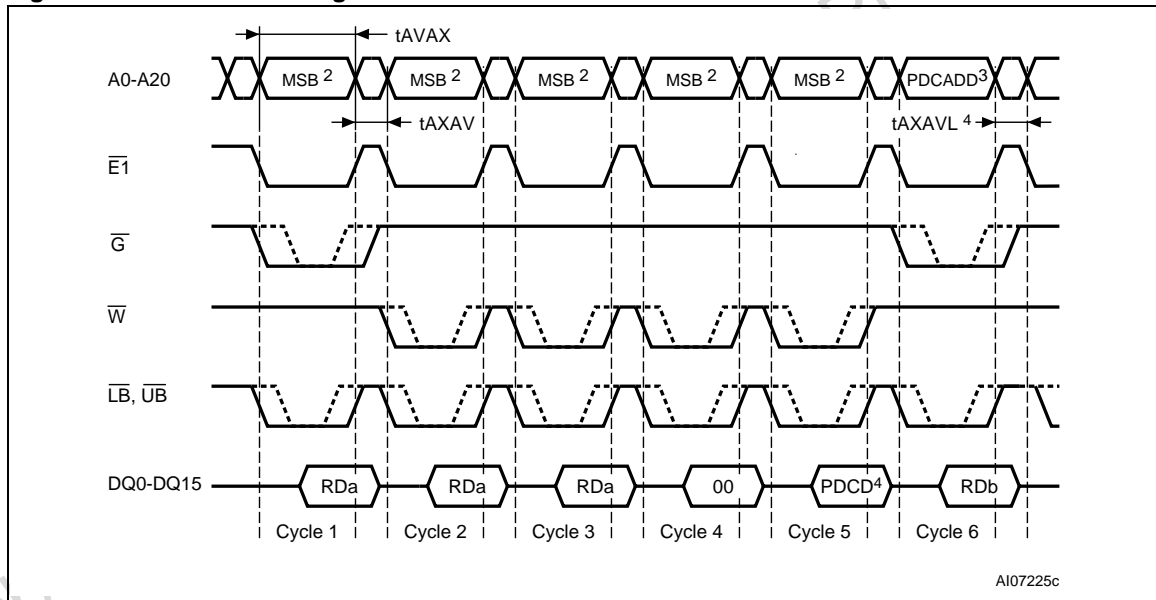 tAVAX
A0-A20 MSB 2 MSB 2 MSB 2 MSB 2 MSB 2 PDCADD3
tAXAV tAXAVL 4
E1
G
W
LB, UB
DQ0-DQ15 RDa RDa RDa 00 PDCD4 RDb
Cycle 1 Cycle 2 Cycle 3 Cycle 4 Cycle 5 Cycle 6
AI07225c